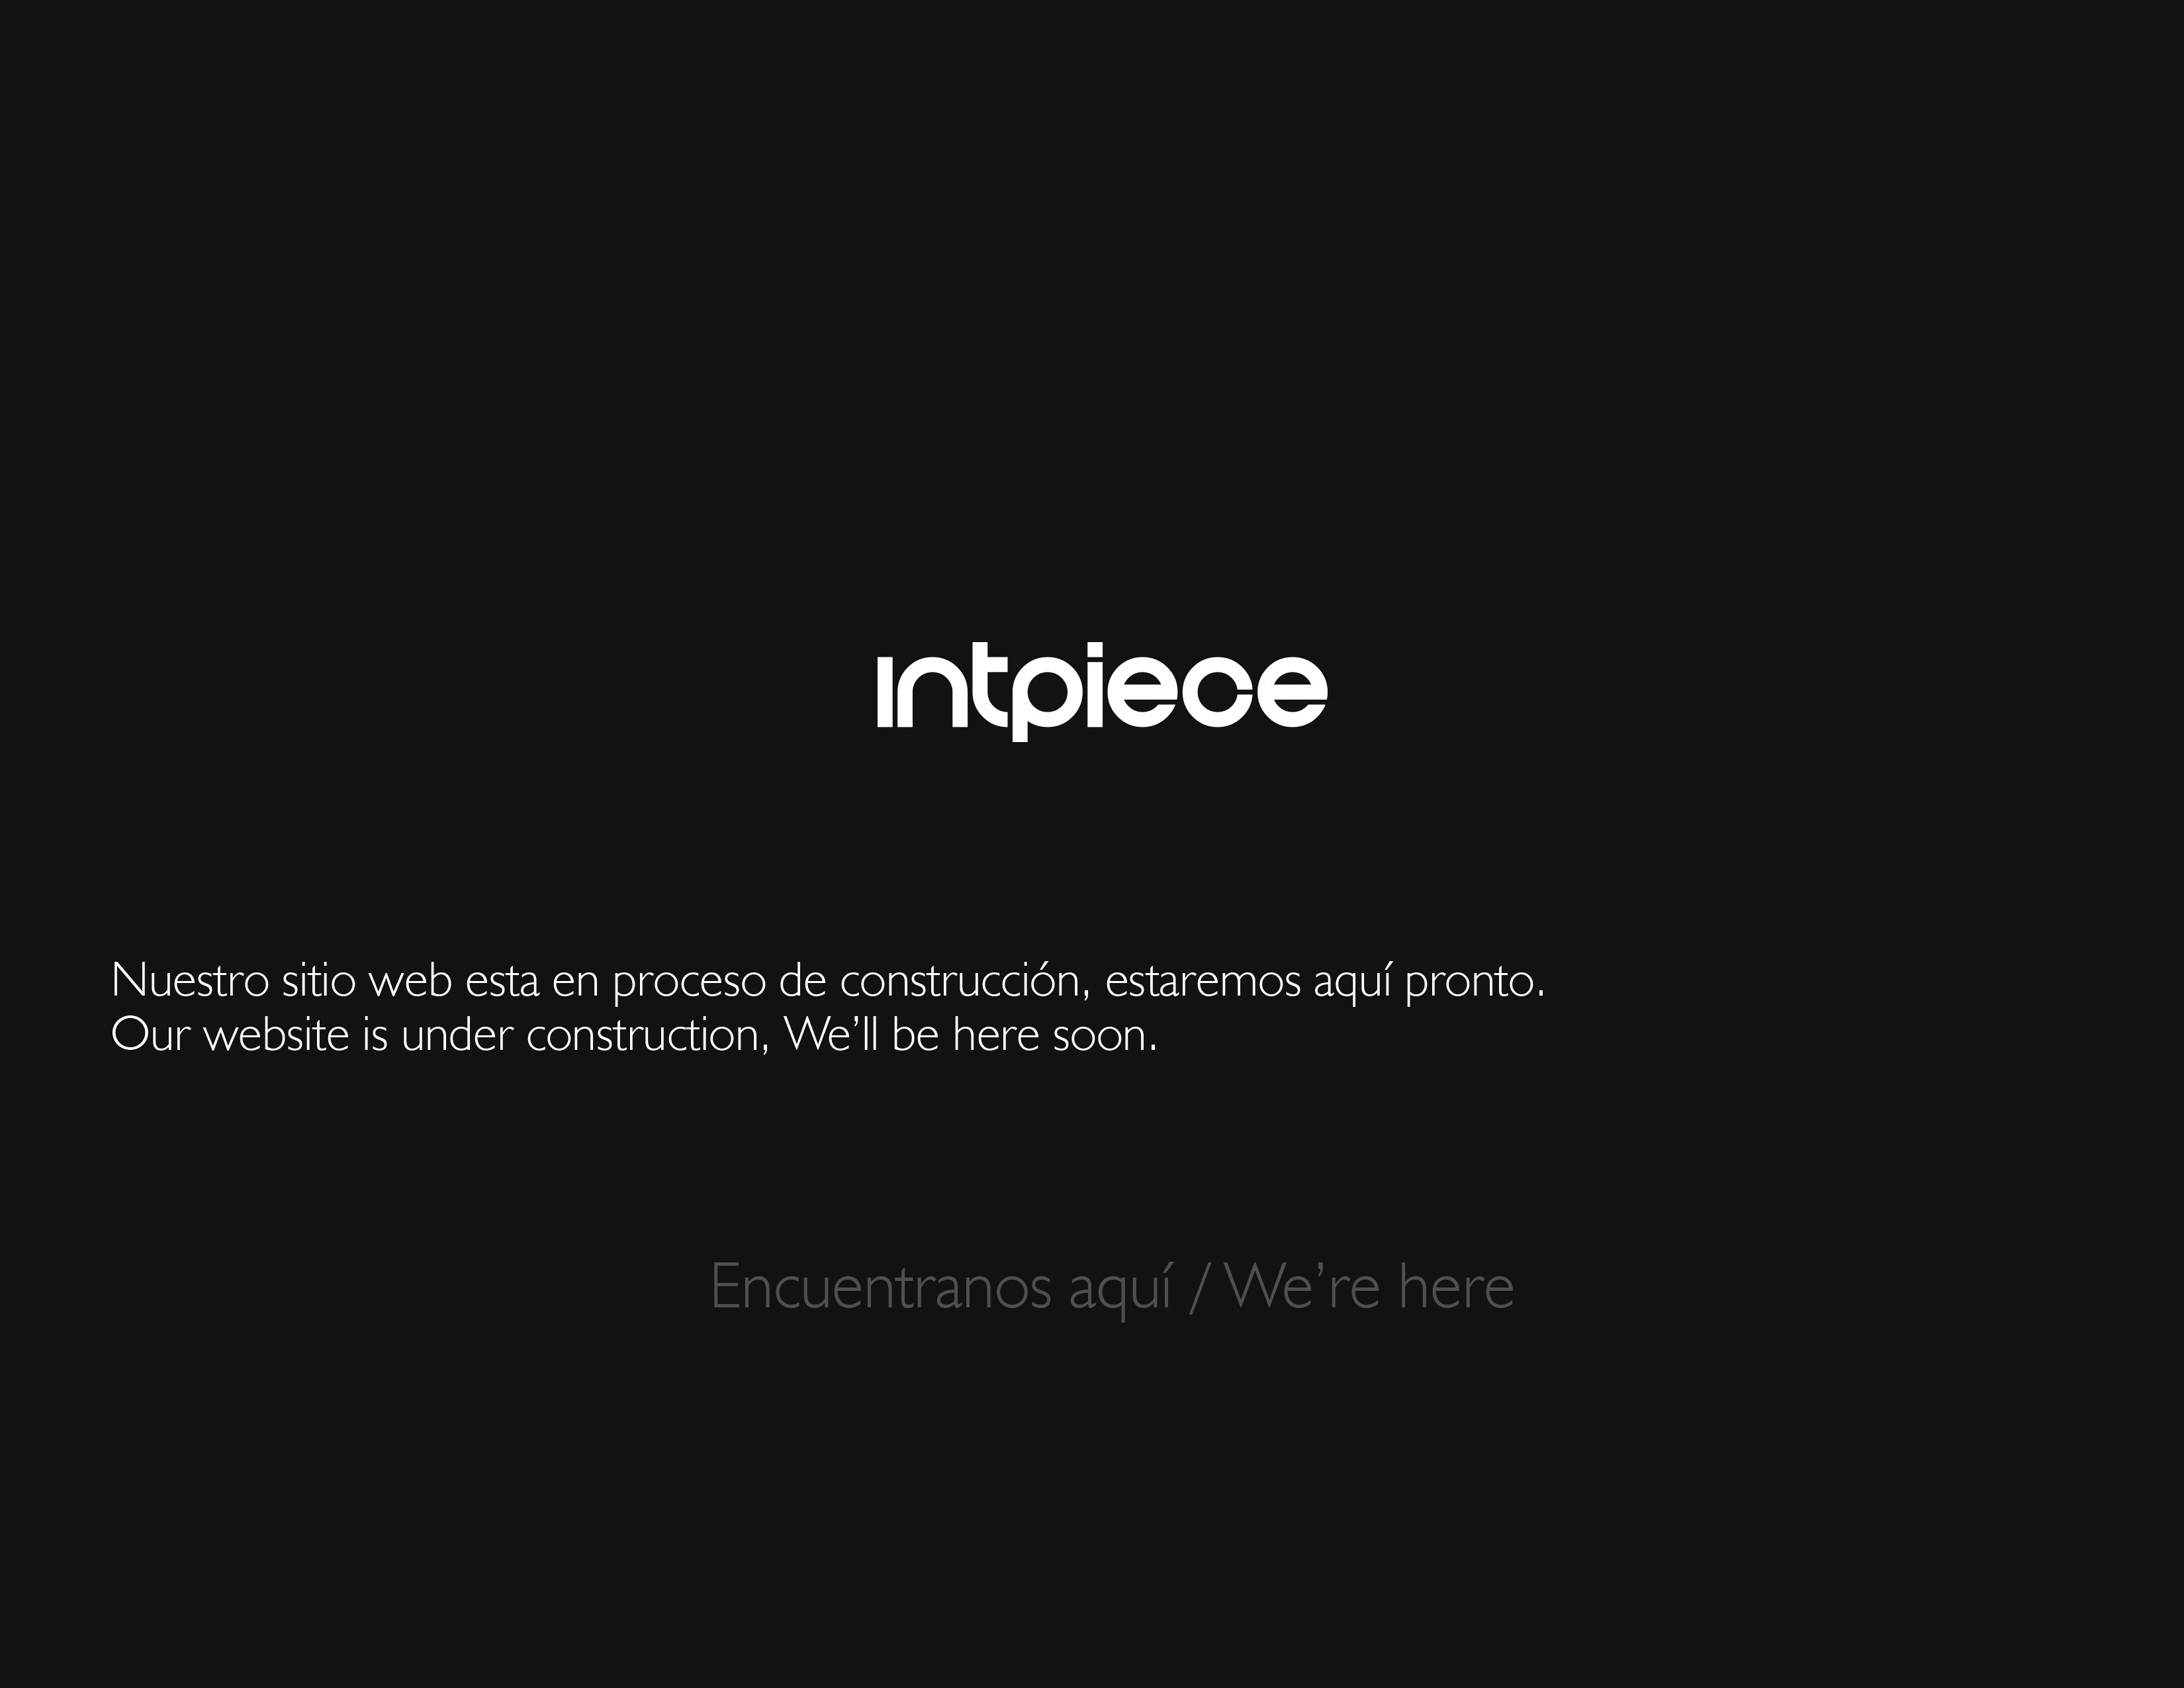 intpiece
Nuestro sitio web esta en proceso de construción, estaremos aquí pronto.
Our website is under construction, We’ll be here soon.
Encuentranos aquí / We’re here